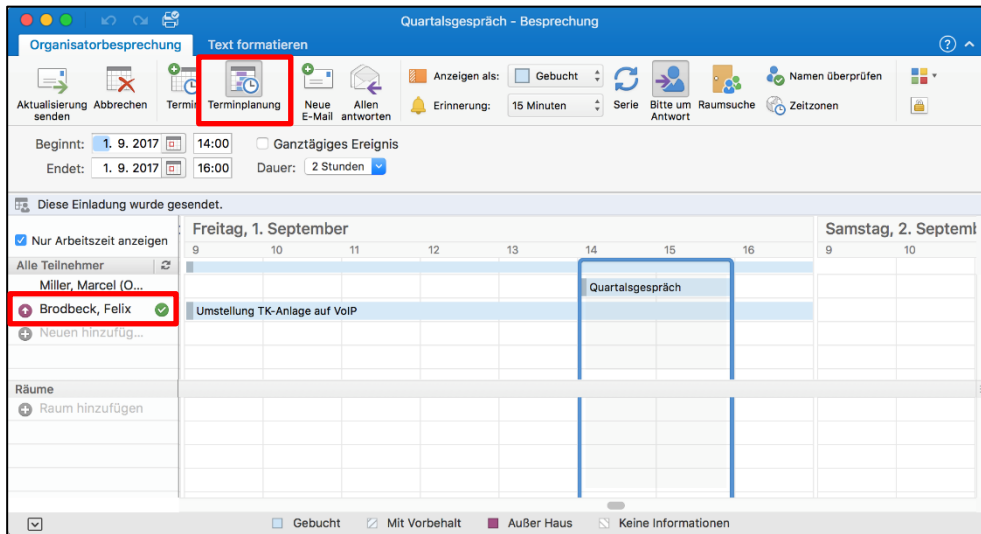 Quartalsgespräch - Besprechung
Organisatorbesprechung Text formatieren
Aktualisierung senden
Abbrechen
Termin
Terminplanung
Neue E-Mail
Allen antworten
Anzeigen als: Gebucht
Erinnerung: 15 Minuten
Serie
Bitte um Antwort
Raumsuche
Namen überprüfen
Zeitzonen
Beginnt: 1. 9. 2017 14:00 Ganztägiges Ereignis
Endet: 1. 9. 2017 16:00 Dauer: 2 Stunden
Diese Einladung wurde gesendet.
Nur Arbeitszeit anzeigen
Freitag, 1. September
Samstag, 2. Septemb
9 10 11 12 13 14 15 16 9 10
Alle Teilnehmer
Miller, Marcel (O...
Quartalsgespräch
Brodbeck, Felix
Umstellung TK-Anlage auf VoIP
Neuen hinzufüg...
Räume
Raum hinzufügen
Gebucht Mit Vorbehalt Außer Haus Keine Informationen